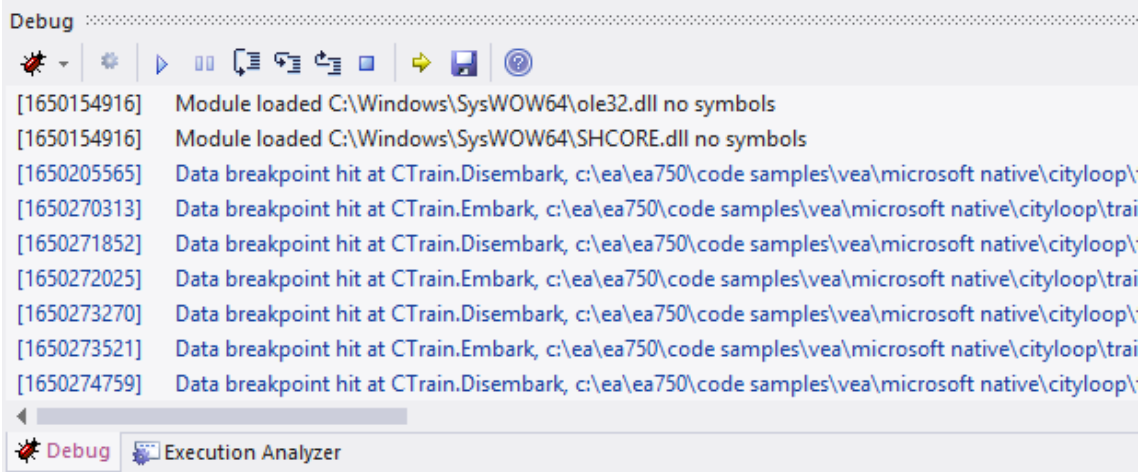 Debug
[1650154916] Module loaded C:\Windows\SysWOW64\ole32.dll no symbols
[1650154916] Module loaded C:\Windows\SysWOW64\SHCORE.dll no symbols
[1650205565] Data breakpoint hit at CTrain.Disembark, c:\ea\ea750\code samples\vea\microsoft native\cityloop\
[1650270313] Data breakpoint hit at CTrain.Embark, c:\ea\ea750\code samples\vea\microsoft native\cityloop\trai
[1650271852] Data breakpoint hit at CTrain.Disembark, c:\ea\ea750\code samples\vea\microsoft native\cityloop\
[1650272025] Data breakpoint hit at CTrain.Embark, c:\ea\ea750\code samples\vea\microsoft native\cityloop\trai
[1650273270] Data breakpoint hit at CTrain.Disembark, c:\ea\ea750\code samples\vea\microsoft native\cityloop\
[1650273521] Data breakpoint hit at CTrain.Embark, c:\ea\ea750\code samples\vea\microsoft native\cityloop\trai
[1650274759] Data breakpoint hit at CTrain.Disembark, c:\ea\ea750\code samples\vea\microsoft native\cityloop\
Debug Execution Analyzer